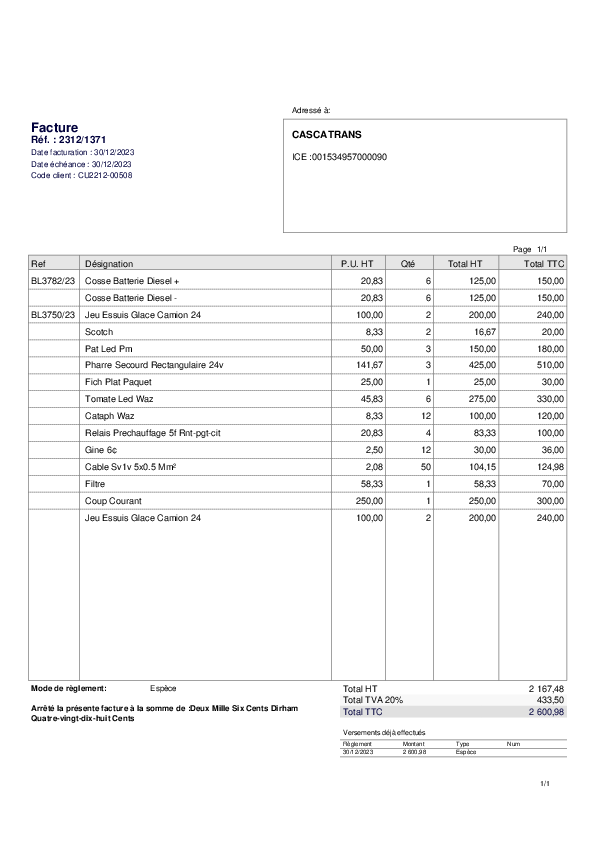 Adressé à:
Facture
Réf. : 2312/1371
Date facturation : 30/12/2023
Date échéance : 30/12/2023
Code client : CU2212-00508
CASCATRANS
ICE :001534957000090
Page 1/1
Ref Désignation P.U. HT Qté Total HT Total TTC
BL3782/23 Cosse Batterie Diesel + 20,83 6 125,00 150,00
Cosse Batterie Diesel - 20,83 6 125,00 150,00
BL3750/23 Jeu Essuis Glace Camion 24 100,00 2 200,00 240,00
Scotch 8,33 2 16,67 20,00
Pat Led Pm 50,00 3 150,00 180,00
Pharre Secourd Rectangulaire 24v 141,67 3 425,00 510,00
Fich Plat Paquet 25,00 1 25,00 30,00
Tomate Led Waz 45,83 6 275,00 330,00
Cataph Waz 8,33 12 100,00 120,00
Relais Prechauffage 5f Rnt-pgt-cit 20,83 4 83,33 100,00
Gine 6¢ 2,50 12 30,00 36,00
Cable Sv1v 5x0.5 Mm² 2,08 50 104,15 124,98
Filtre 58,33 1 58,33 70,00
Coup Courant 250,00 1 250,00 300,00
Jeu Essuis Glace Camion 24 100,00 2 200,00 240,00
Mode de règlement: Espèce
Arrêté la présente facture à la somme de :Deux Mille Six Cents Dirham
Quatre-vingt-dix-huit Cents
Total HT 2 167,48
Total TVA 20% 433,50
Total TTC 2 600,98
Versements déjà effectués
Règlement Montant Type Num
30/12/2023 2 600,98 Espèce
1/1